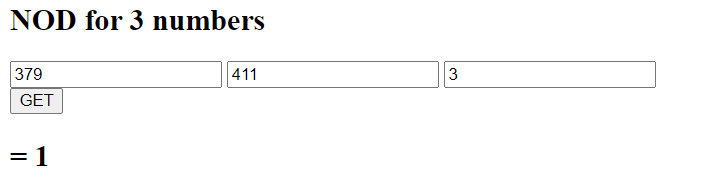 NOD for 3 numbers
379 411 3
GET
= 1